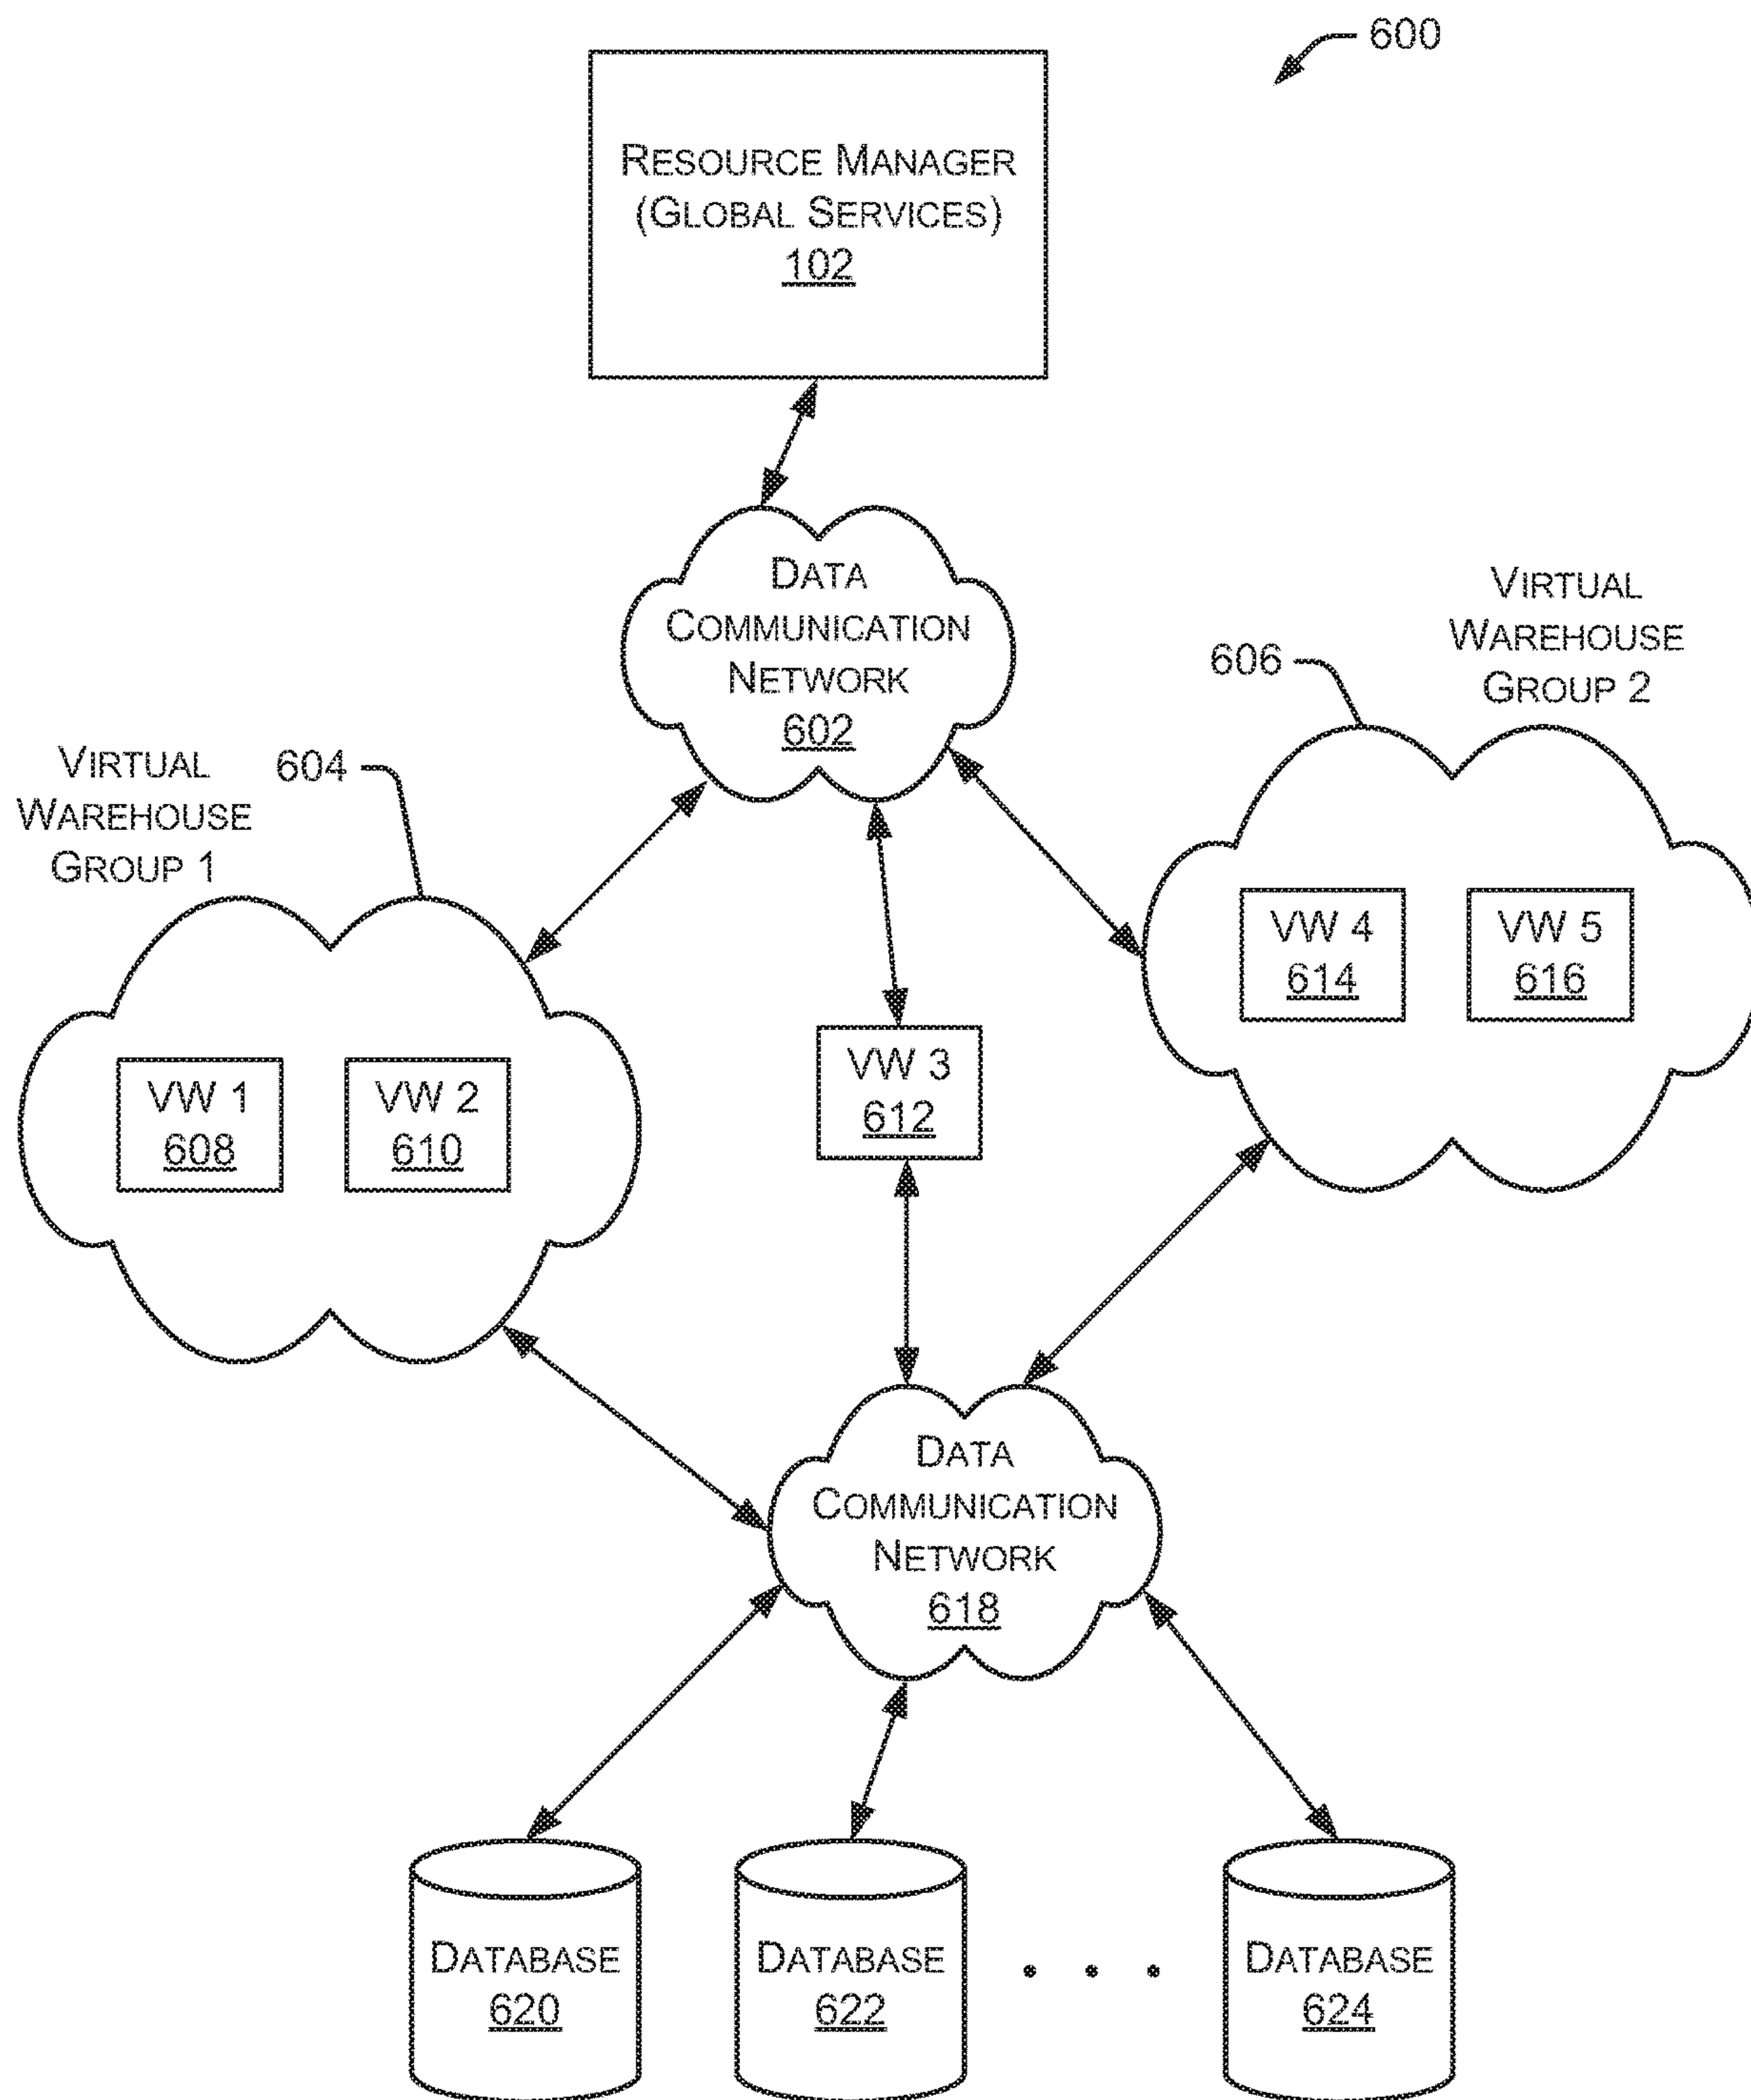 600
RESOURCE MANAGER
(GLOBAL SERVICES)
102
DATA
COMMUNICATION
NETWORK
602
VIRTUAL
WAREHOUSE
GROUP 2
606
VIRTUAL
WAREHOUSE
GROUP 1
604
VW 4
614
VW 5
616
VW 3
612
VW 1
608
VW 2
610
DATA
COMMUNICATION
NETWORK
618
DATABASE
620
DATABASE
622
. . .
DATABASE
624